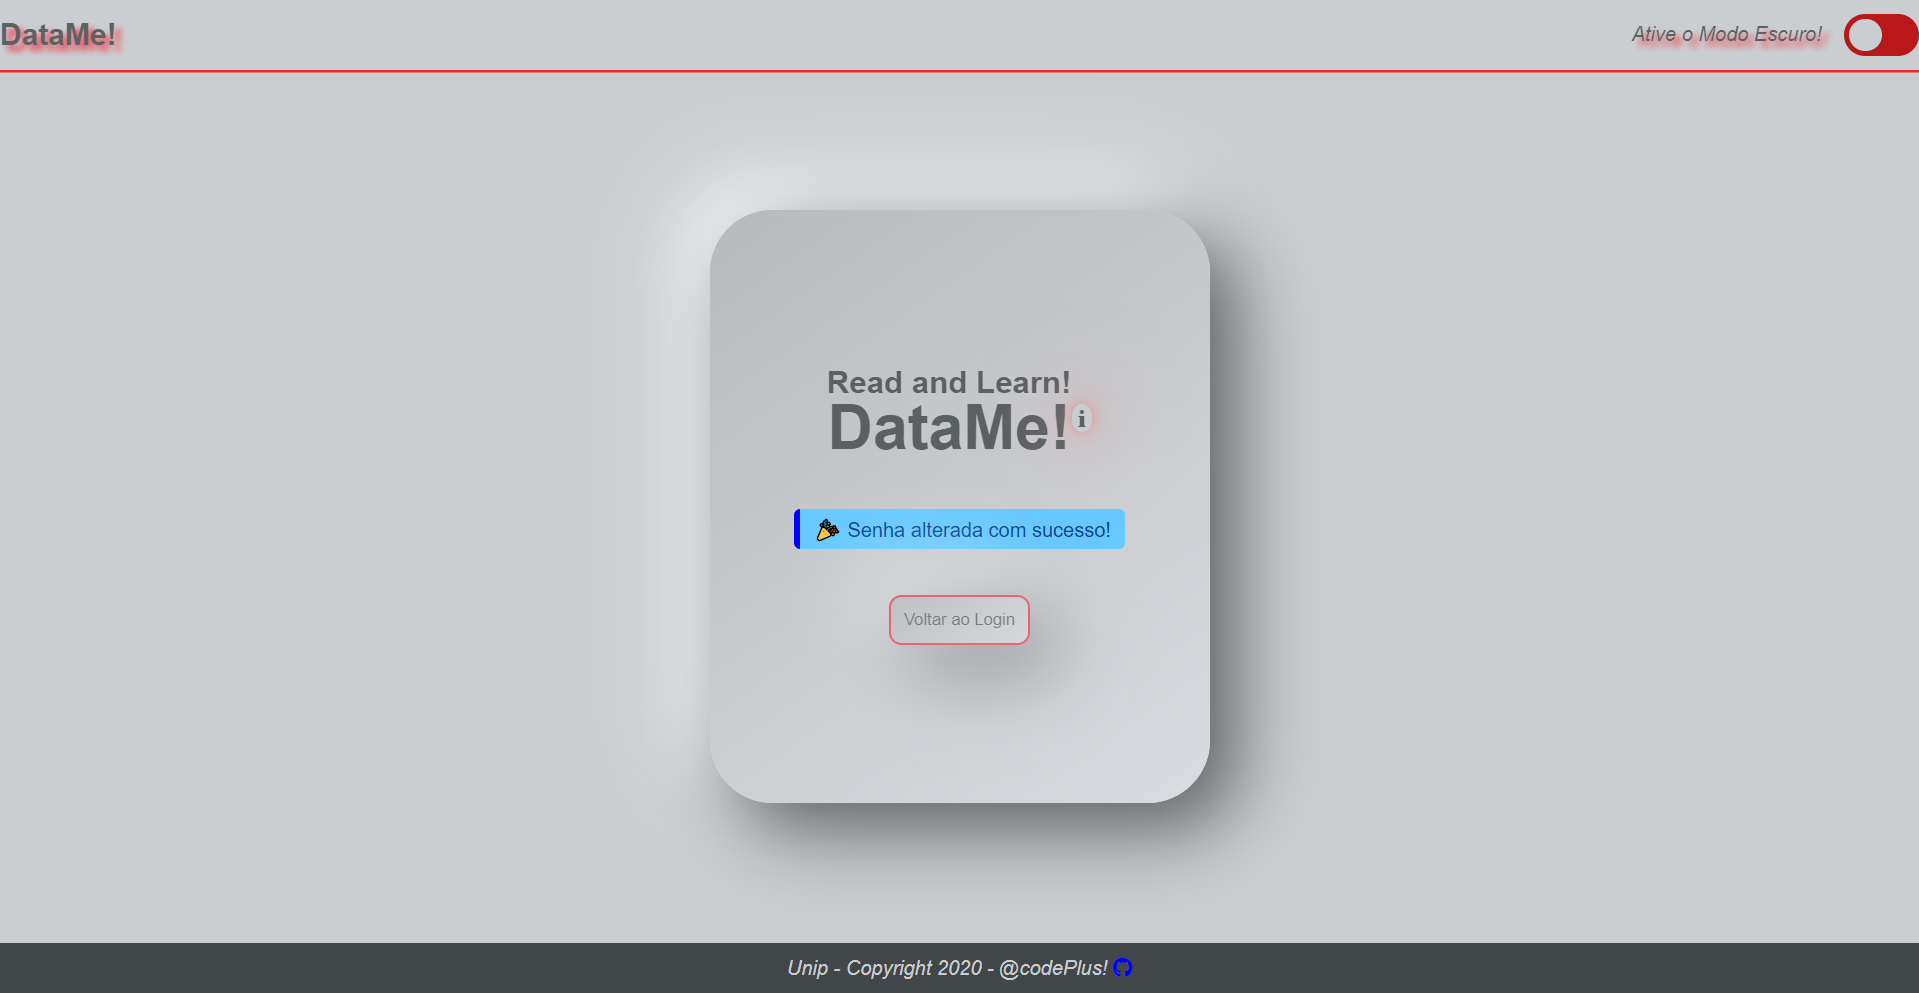 DataMe!
Ative o Modo Escuro!
Read and Learn!
DataMe! i
🎉 Senha alterada com sucesso!
Voltar ao Login
Unip - Copyright 2020 - @codePlus!